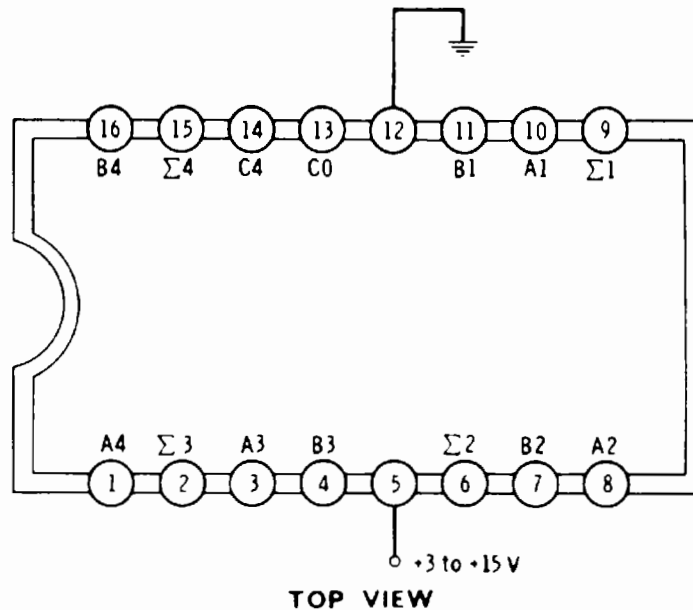 16 15 14 13 12 11 10 9
B4 Σ4 C4 C0 B1 A1 Σ1
A4 Σ3 A3 B3 Σ2 B2 A2
1 2 3 4 5 6 7 8
+3 to +15 V
TOP VIEW